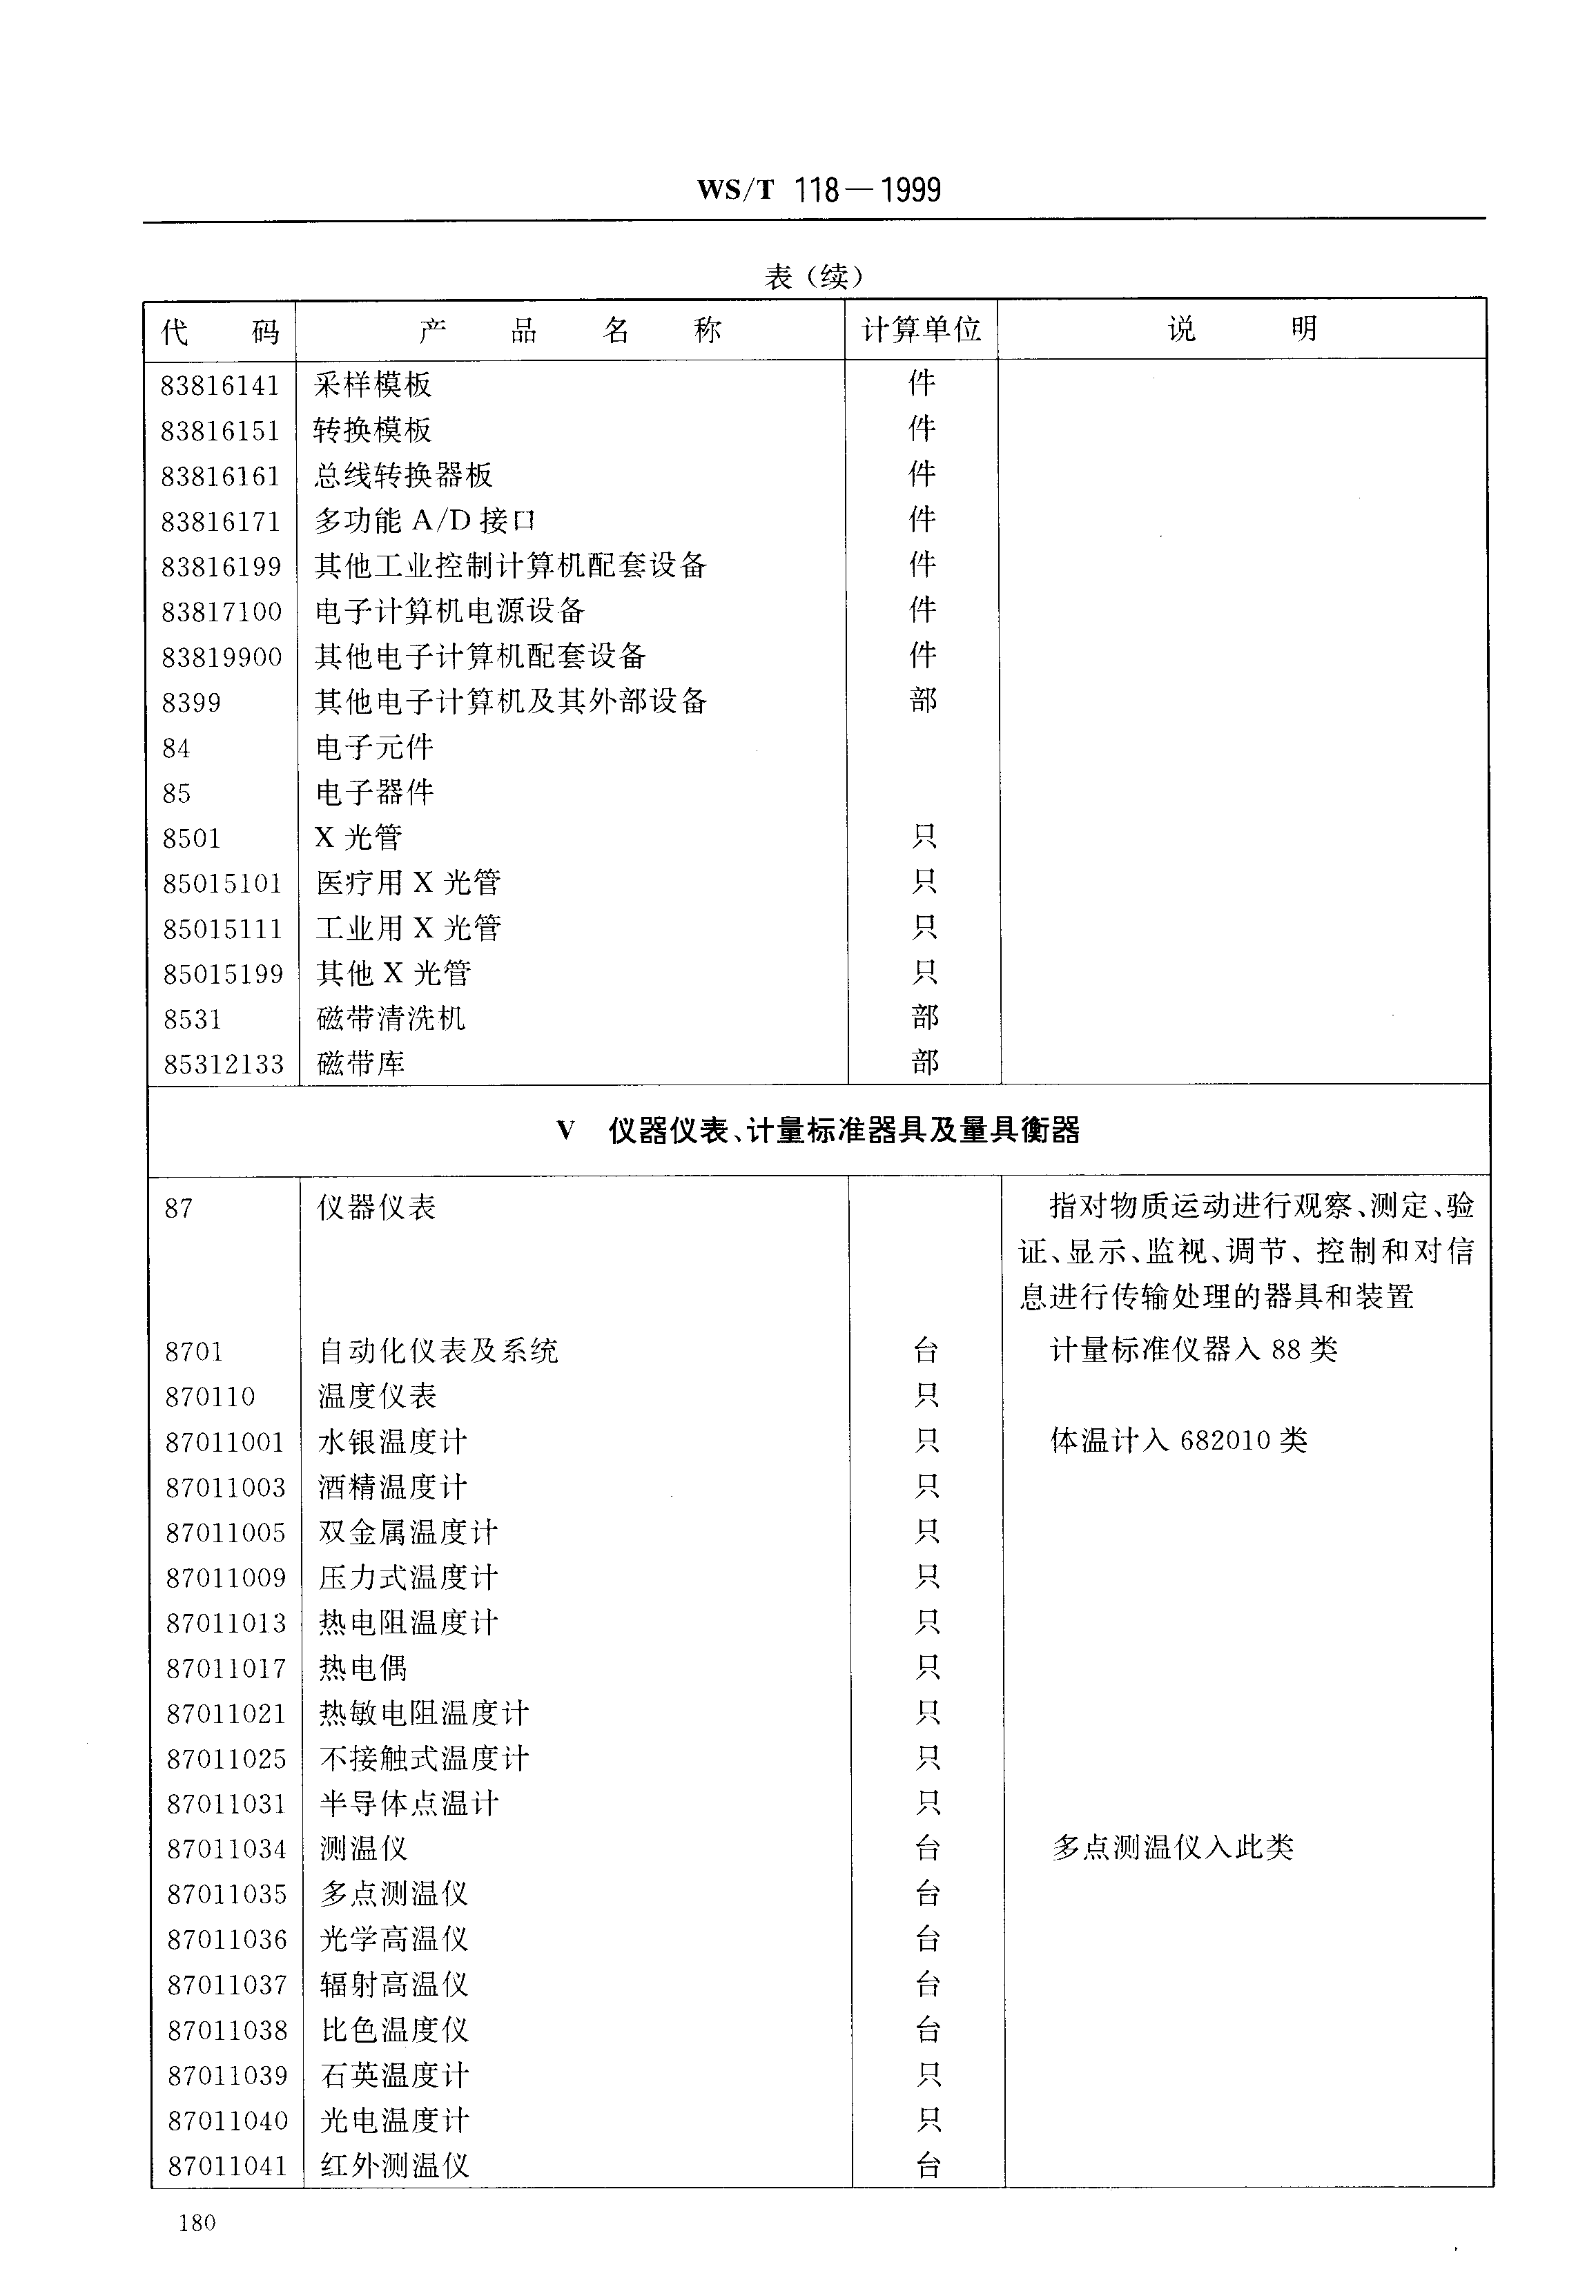 WS/T 118—1999
表（续）
代 码 产 品 名 称 计算单位 说 明
83816141 采样模板 件
83816151 转换模板 件
83816161 总线转换器板 件
83816171 多功能 A/D 接口 件
83816199 其他工业控制计算机配套设备 件
83817100 电子计算机电源设备 件
83819900 其他电子计算机配套设备 件
8399 其他电子计算机及其外部设备 部
84 电子元件
85 电子器件
8501 X 光管 只
85015101 医疗用 X 光管 只
85015111 工业用 X 光管 只
85015199 其他 X 光管 只
8531 磁带清洗机 部
85312133 磁带库 部
V 仪器仪表、计量标准器具及量具衡器
87 仪器仪表 指对物质运动进行观察、测定、验
证、显示、监视、调节、控制和对信
息进行传输处理的器具和装置
8701 自动化仪表及系统 台 计量标准仪器入 88 类
870110 温度仪表 只
87011001 水银温度计 只 体温计入 682010 类
87011003 酒精温度计 只
87011005 双金属温度计 只
87011009 压力式温度计 只
87011013 热电阻温度计 只
87011017 热电偶 只
87011021 热敏电阻温度计 只
87011025 不接触式温度计 只
87011031 半导体点温计 只
87011034 测温仪 台 多点测温仪入此类
87011035 多点测温仪 台
87011036 光学高温仪 台
87011037 辐射高温仪 台
87011038 比色温度仪 台
87011039 石英温度计 只
87011040 光电温度计 只
87011041 红外测温仪 台
180